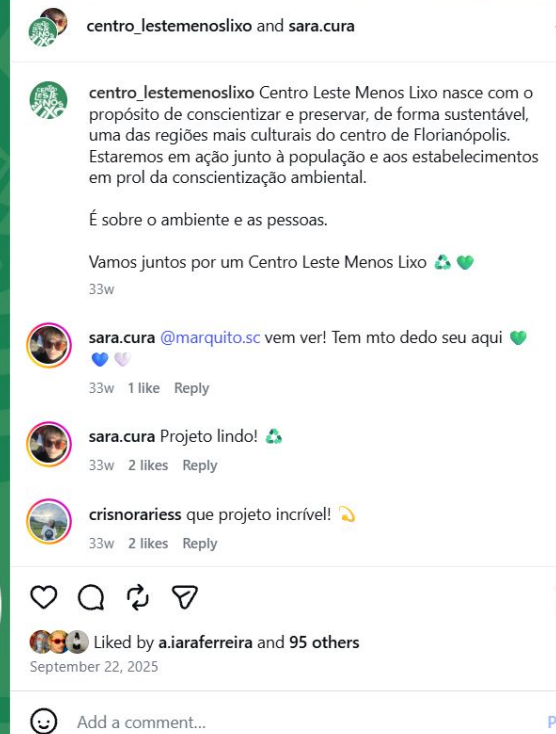 centro_lestemenoslixo and sara.cura
centro_lestemenoslixo Centro Leste Menos Lixo nasce com o
propósito de conscientizar e preservar, de forma sustentável,
uma das regiões mais culturais do centro de Florianópolis.
Estaremos em ação junto à população e aos estabelecimentos
em prol da conscientização ambiental.
É sobre o ambiente e as pessoas.
Vamos juntos por um Centro Leste Menos Lixo ♻️ 💚
33w
sara.cura @marquito.sc vem ver! Tem mto dedo seu aqui 💚
💙 🤍
33w 1 like Reply
sara.cura Projeto lindo! ♻️
33w 2 likes Reply
crisnorariess que projeto incrível! 💫
33w 2 likes Reply
Liked by a.iaraferreira and 95 others
September 22, 2025
Add a comment...